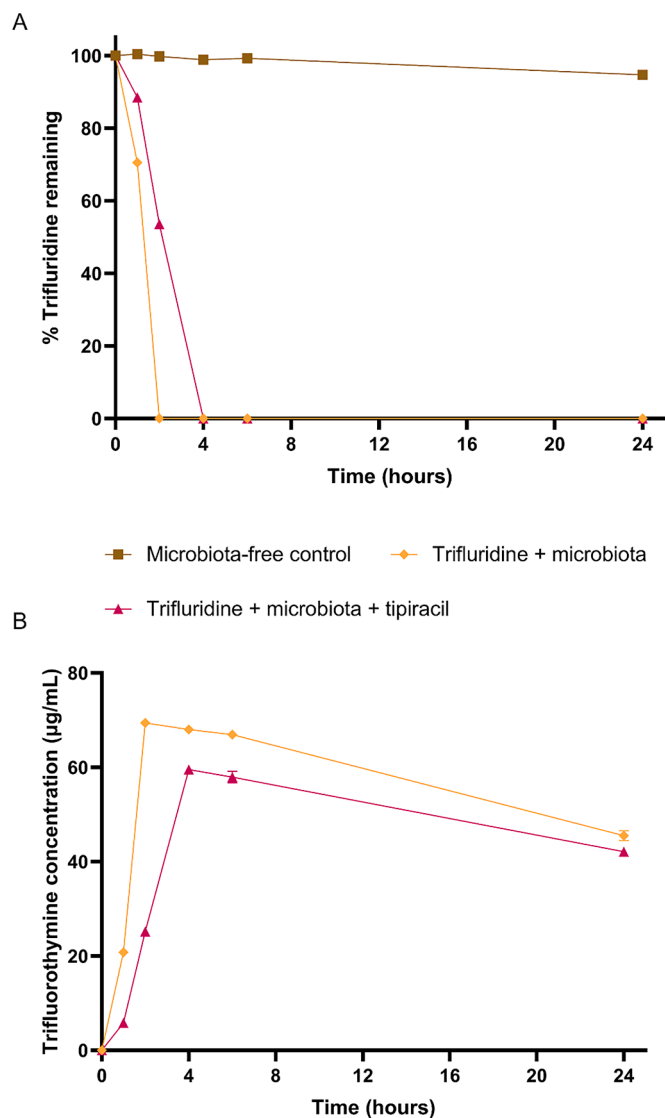 A
% Trifluridine remaining
100
80
60
40
20
0
0 4 8 12 16 20 24
Time (hours)
Microbiota-free control Trifluridine + microbiota
Trifluridine + microbiota + tipiracil
B
Trifluorothymine concentration (µg/mL)
80
60
40
20
0
0 4 8 12 16 20 24
Time (hours)